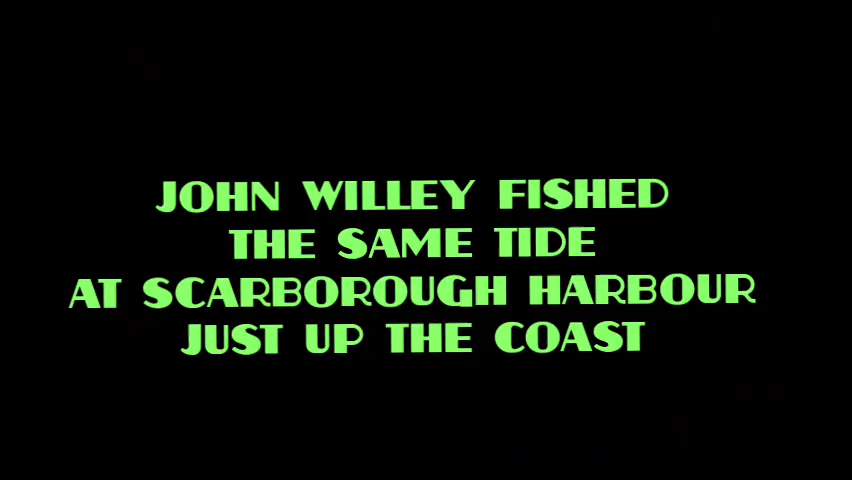 JOHN WILLEY FISHED
THE SAME TIDE
AT SCARBOROUGH HARBOUR
JUST UP THE COAST